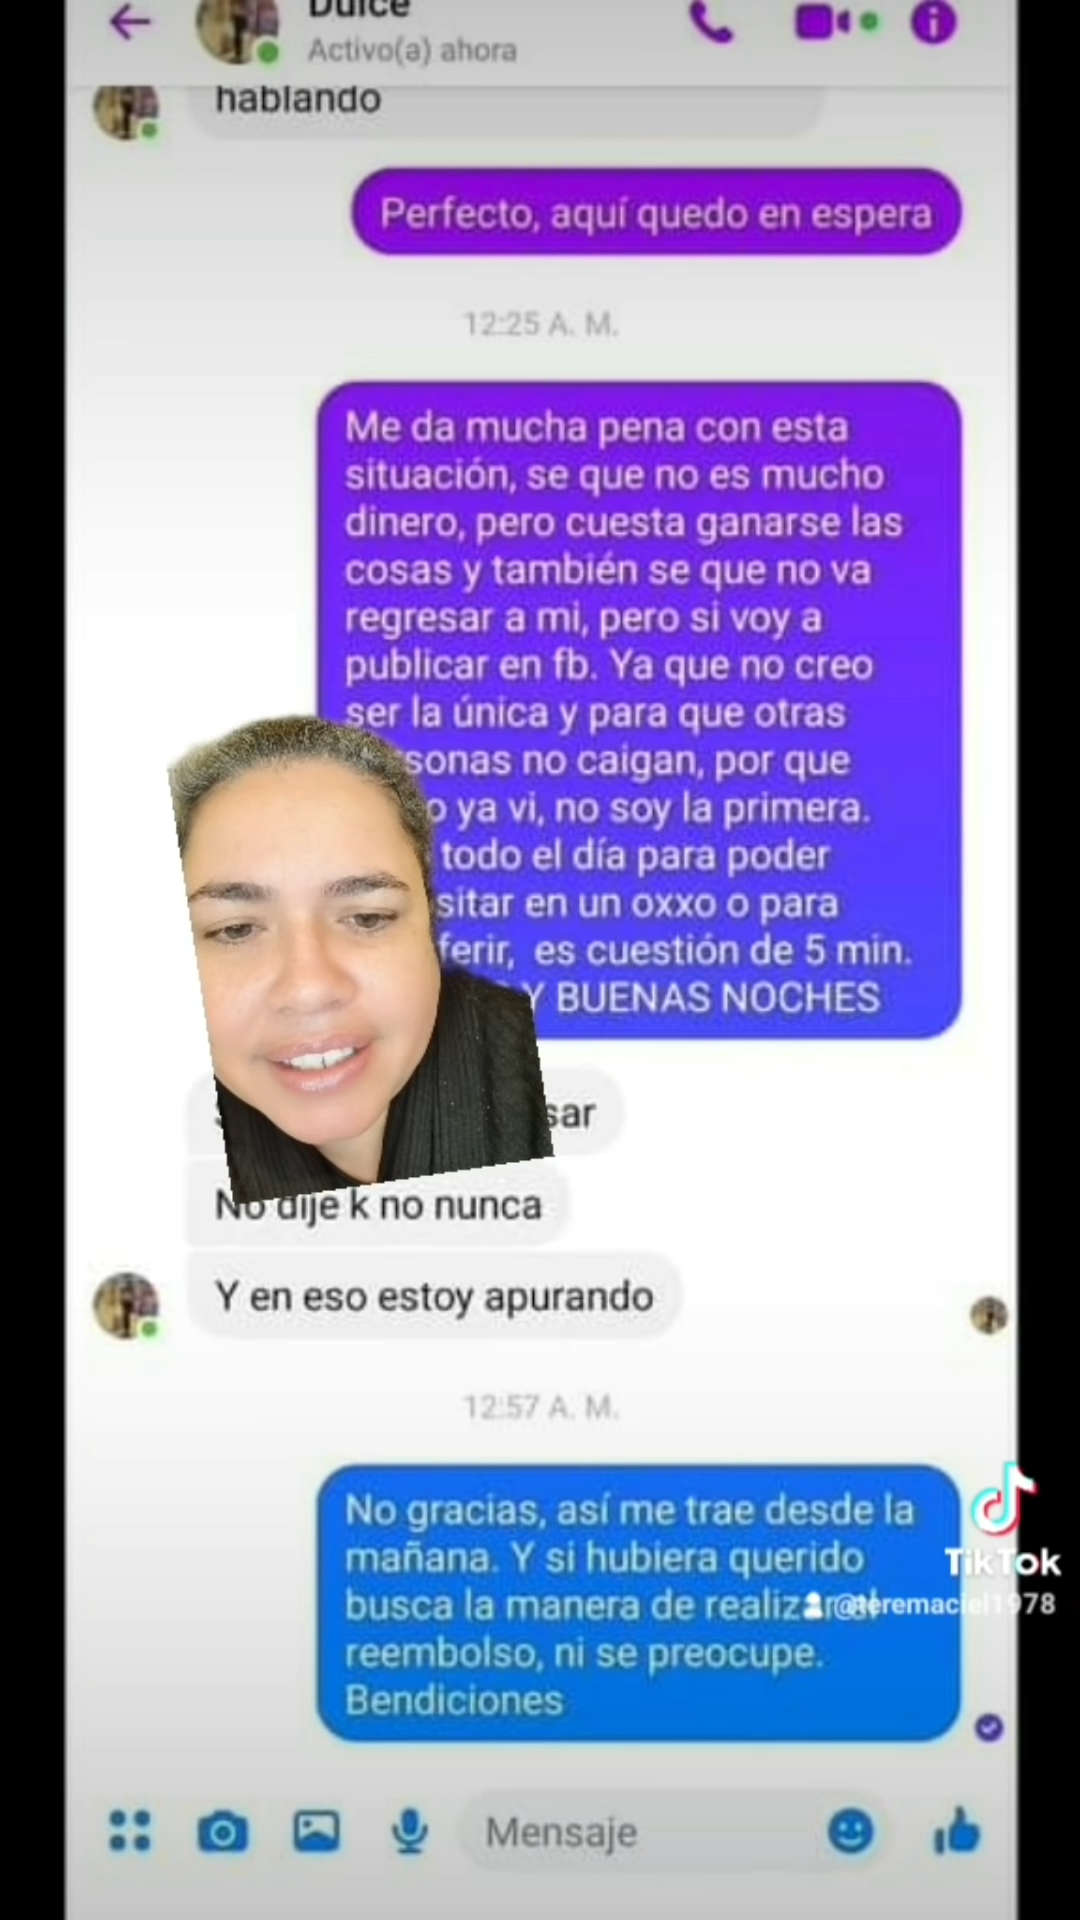 Dulce
Activo(a) ahora
hablando
Perfecto, aquí quedo en espera
12:25 A. M.
Me da mucha pena con esta
situación, se que no es mucho
dinero, pero cuesta ganarse las
cosas y también se que no va
regresar a mi, pero si voy a
publicar en fb. Ya que no creo
ser la única y para que otras
sonas no caigan, por que
o ya vi, no soy la primera.
todo el día para poder
sitar en un oxxo o para
ferir, es cuestión de 5 min.
Y BUENAS NOCHES
sar
No dije k no nunca
Y en eso estoy apurando
12:57 A. M.
No gracias, así me trae desde la
mañana. Y si hubiera querido
busca la manera de realizar el
reembolso, ni se preocupe.
Bendiciones
TikTok
@teremaciel1978
Mensaje